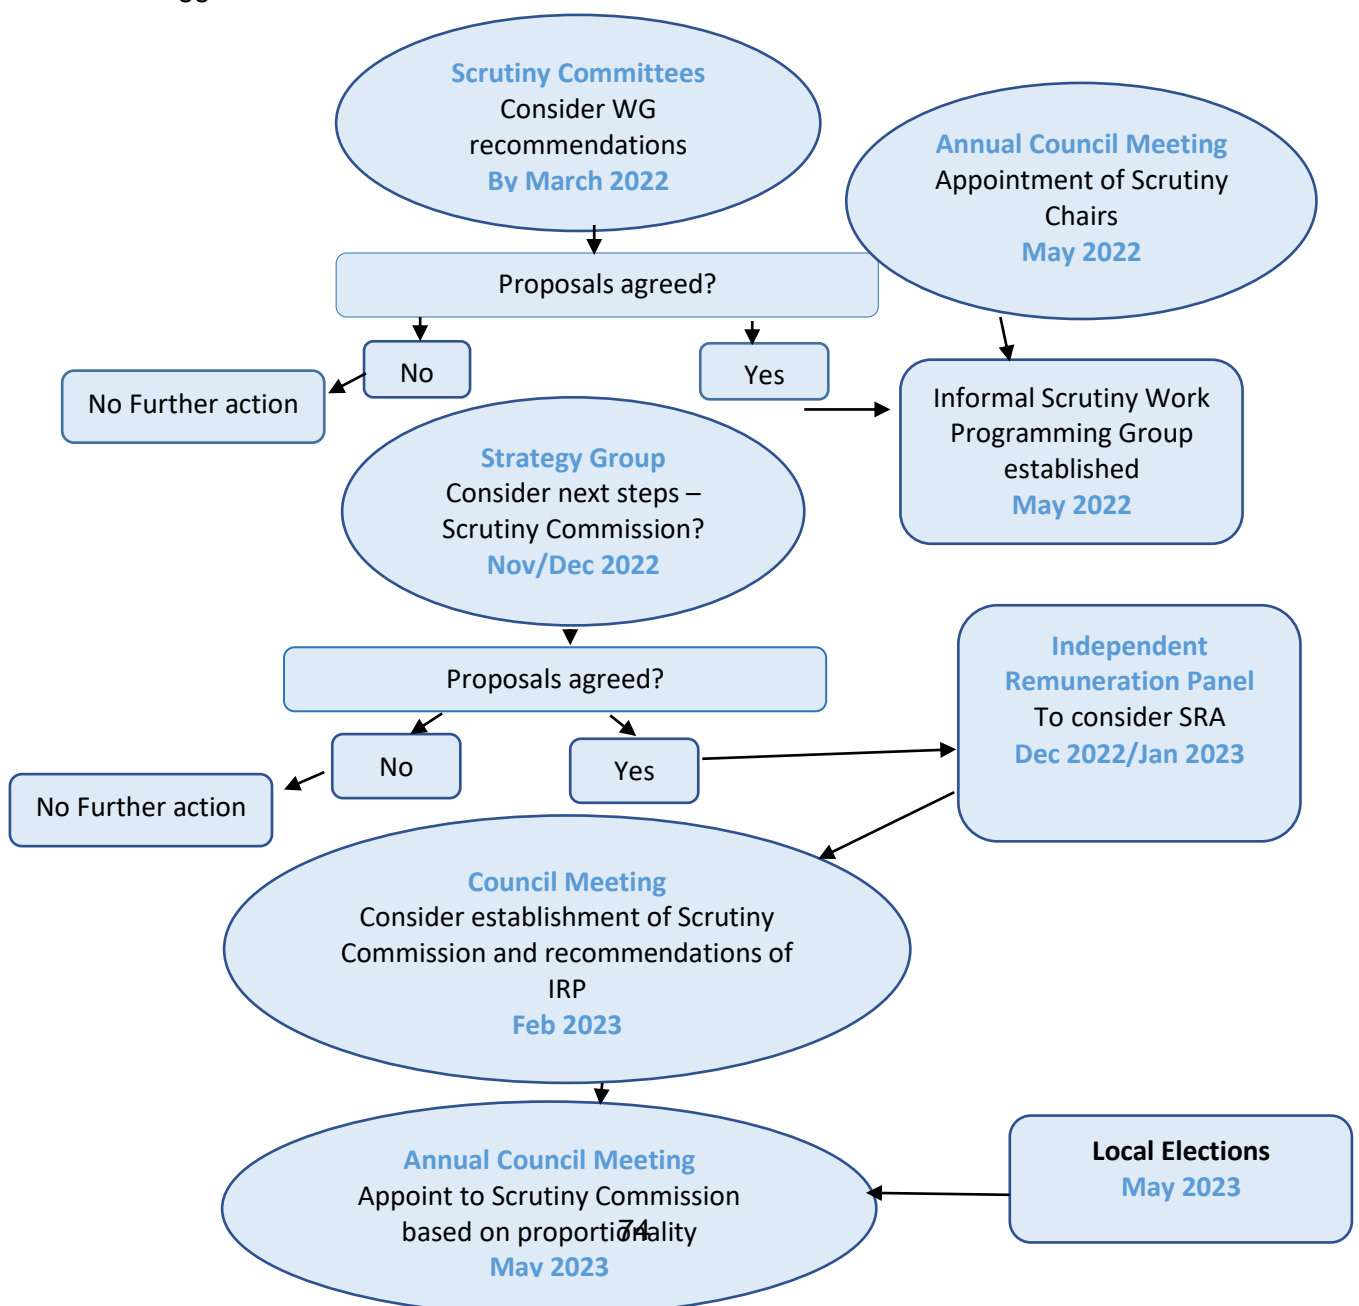 gg
Scrutiny Committees
Consider WG
recommendations
By March 2022
Annual Council Meeting
Appointment of Scrutiny
Chairs
May 2022
Proposals agreed?
No
Yes
No Further action
Informal Scrutiny Work
Programming Group
established
May 2022
Strategy Group
Consider next steps –
Scrutiny Commission?
Nov/Dec 2022
Independent
Remuneration Panel
To consider SRA
Dec 2022/Jan 2023
Proposals agreed?
No
Yes
No Further action
Council Meeting
Consider establishment of Scrutiny
Commission and recommendations of
IRP
Feb 2023
Annual Council Meeting
Appoint to Scrutiny Commission
based on proportionality
74
May 2023
Local Elections
May 2023